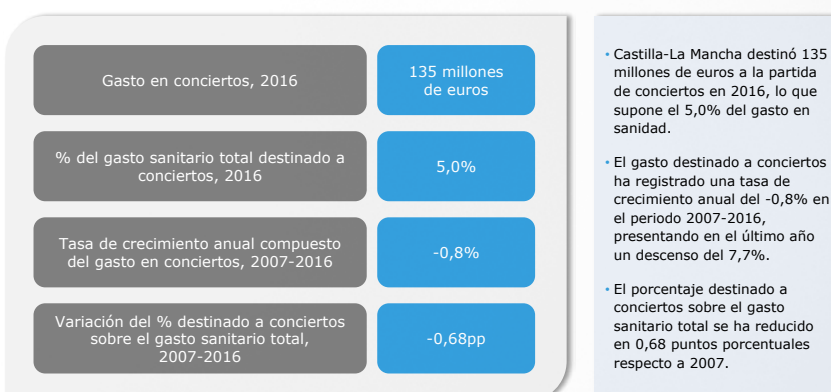 Gasto en conciertos, 2016
135 millones
de euros
% del gasto sanitario total destinado a
conciertos, 2016
5,0%
Tasa de crecimiento anual compuesto
del gasto en conciertos, 2007-2016
-0,8%
Variación del % destinado a conciertos
sobre el gasto sanitario total,
2007-2016
-0,68pp
• Castilla-La Mancha destinó 135
millones de euros a la partida
de conciertos en 2016, lo que
supone el 5,0% del gasto en
sanidad.
• El gasto destinado a conciertos
ha registrado una tasa de
crecimiento anual del -0,8% en
el periodo 2007-2016,
presentando en el último año
un descenso del 7,7%.
• El porcentaje destinado a
conciertos sobre el gasto
sanitario total se ha reducido
en 0,68 puntos porcentuales
respecto a 2007.